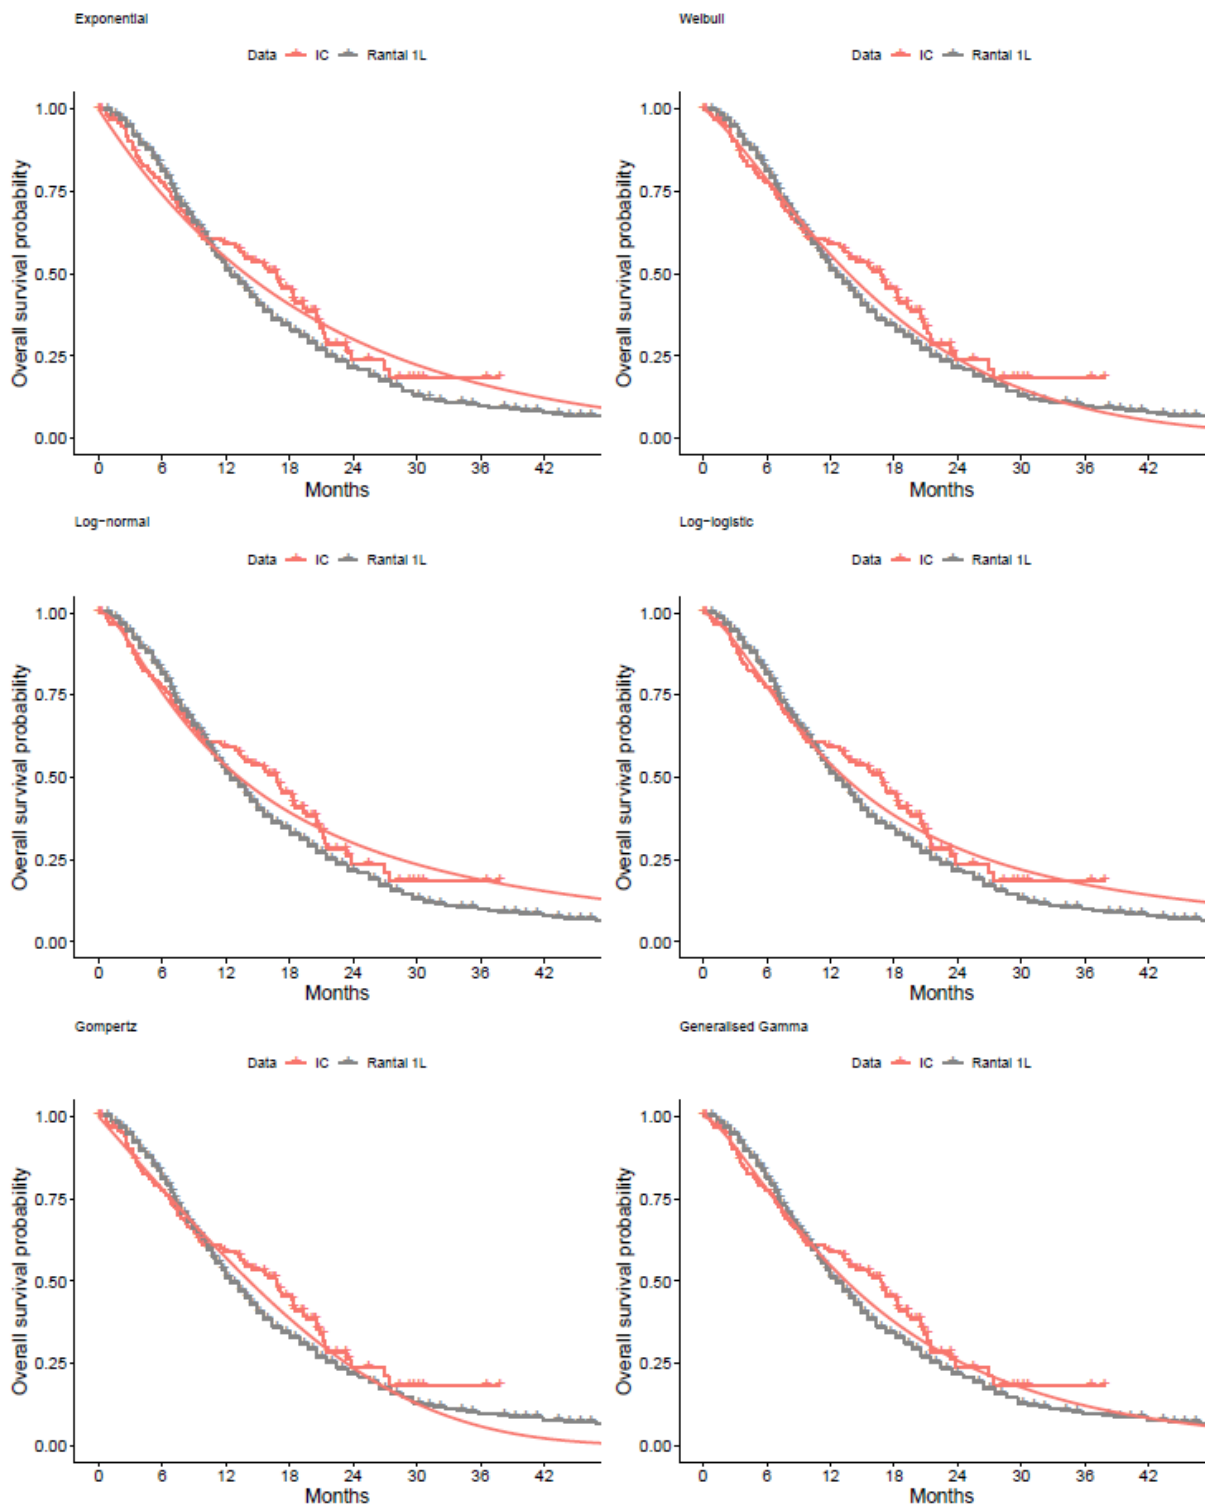 Exponential
Data IC Rantal 1L
Overall survival probability
1.00
0.75
0.50
0.25
0.00
0 6 12 18 24 30 36 42
Months
Weibull
Data IC Rantal 1L
Overall survival probability
1.00
0.75
0.50
0.25
0.00
0 6 12 18 24 30 36 42
Months
Log-normal
Data IC Rantal 1L
Overall survival probability
1.00
0.75
0.50
0.25
0.00
0 6 12 18 24 30 36 42
Months
Log-logistic
Data IC Rantal 1L
Overall survival probability
1.00
0.75
0.50
0.25
0.00
0 6 12 18 24 30 36 42
Months
Gompertz
Data IC Rantal 1L
Overall survival probability
1.00
0.75
0.50
0.25
0.00
0 6 12 18 24 30 36 42
Months
Generalised Gamma
Data IC Rantal 1L
Overall survival probability
1.00
0.75
0.50
0.25
0.00
0 6 12 18 24 30 36 42
Months